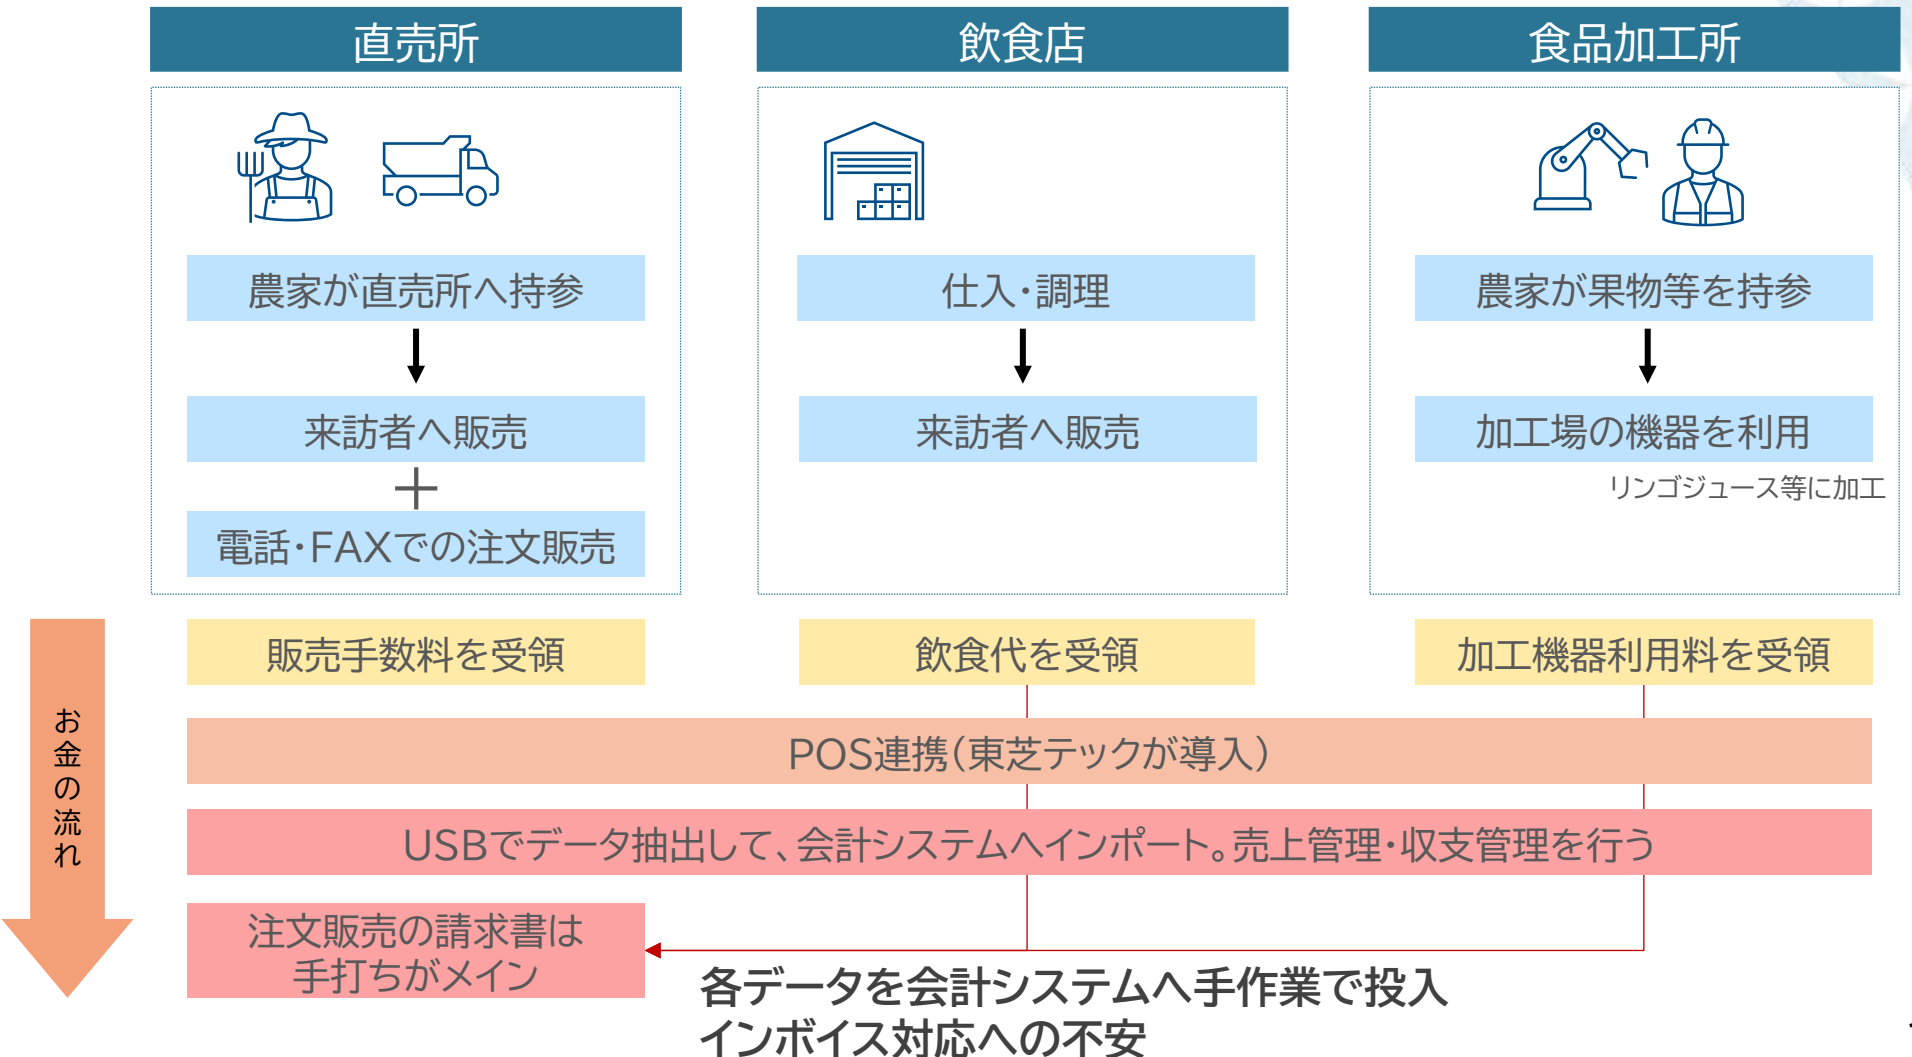 直売所
飲食店
食品加工所
農家が直売所へ持参
仕入・調理
農家が果物等を持参
来訪者へ販売
来訪者へ販売
加工場の機器を利用
リンゴジュース等に加工
電話・FAXでの注文販売
販売手数料を受領
飲食代を受領
加工機器利用料を受領
お金の流れ
POS連携(東芝テックが導入)
USBでデータ抽出して、会計システムへインポート。売上管理・収支管理を行う
注文販売の請求書は
手打ちがメイン
各データを会計システムへ手作業で投入
インボイス対応への不安